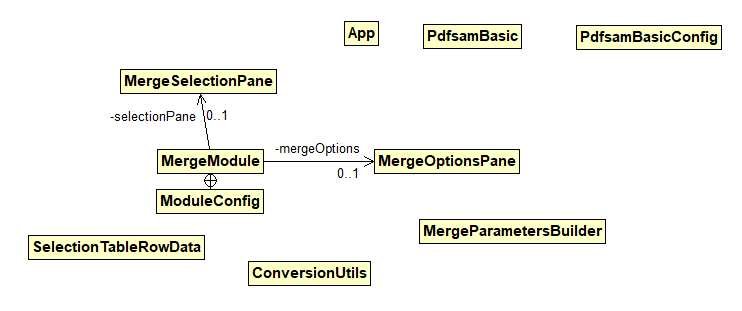 App
PdfsamBasic
PdfsamBasicConfig
MergeSelectionPane
-selectionPane
0..1
-mergeOptions
MergeModule
MergeOptionsPane
0..1
ModuleConfig
MergeParametersBuilder
SelectionTableRowData
ConversionUtils